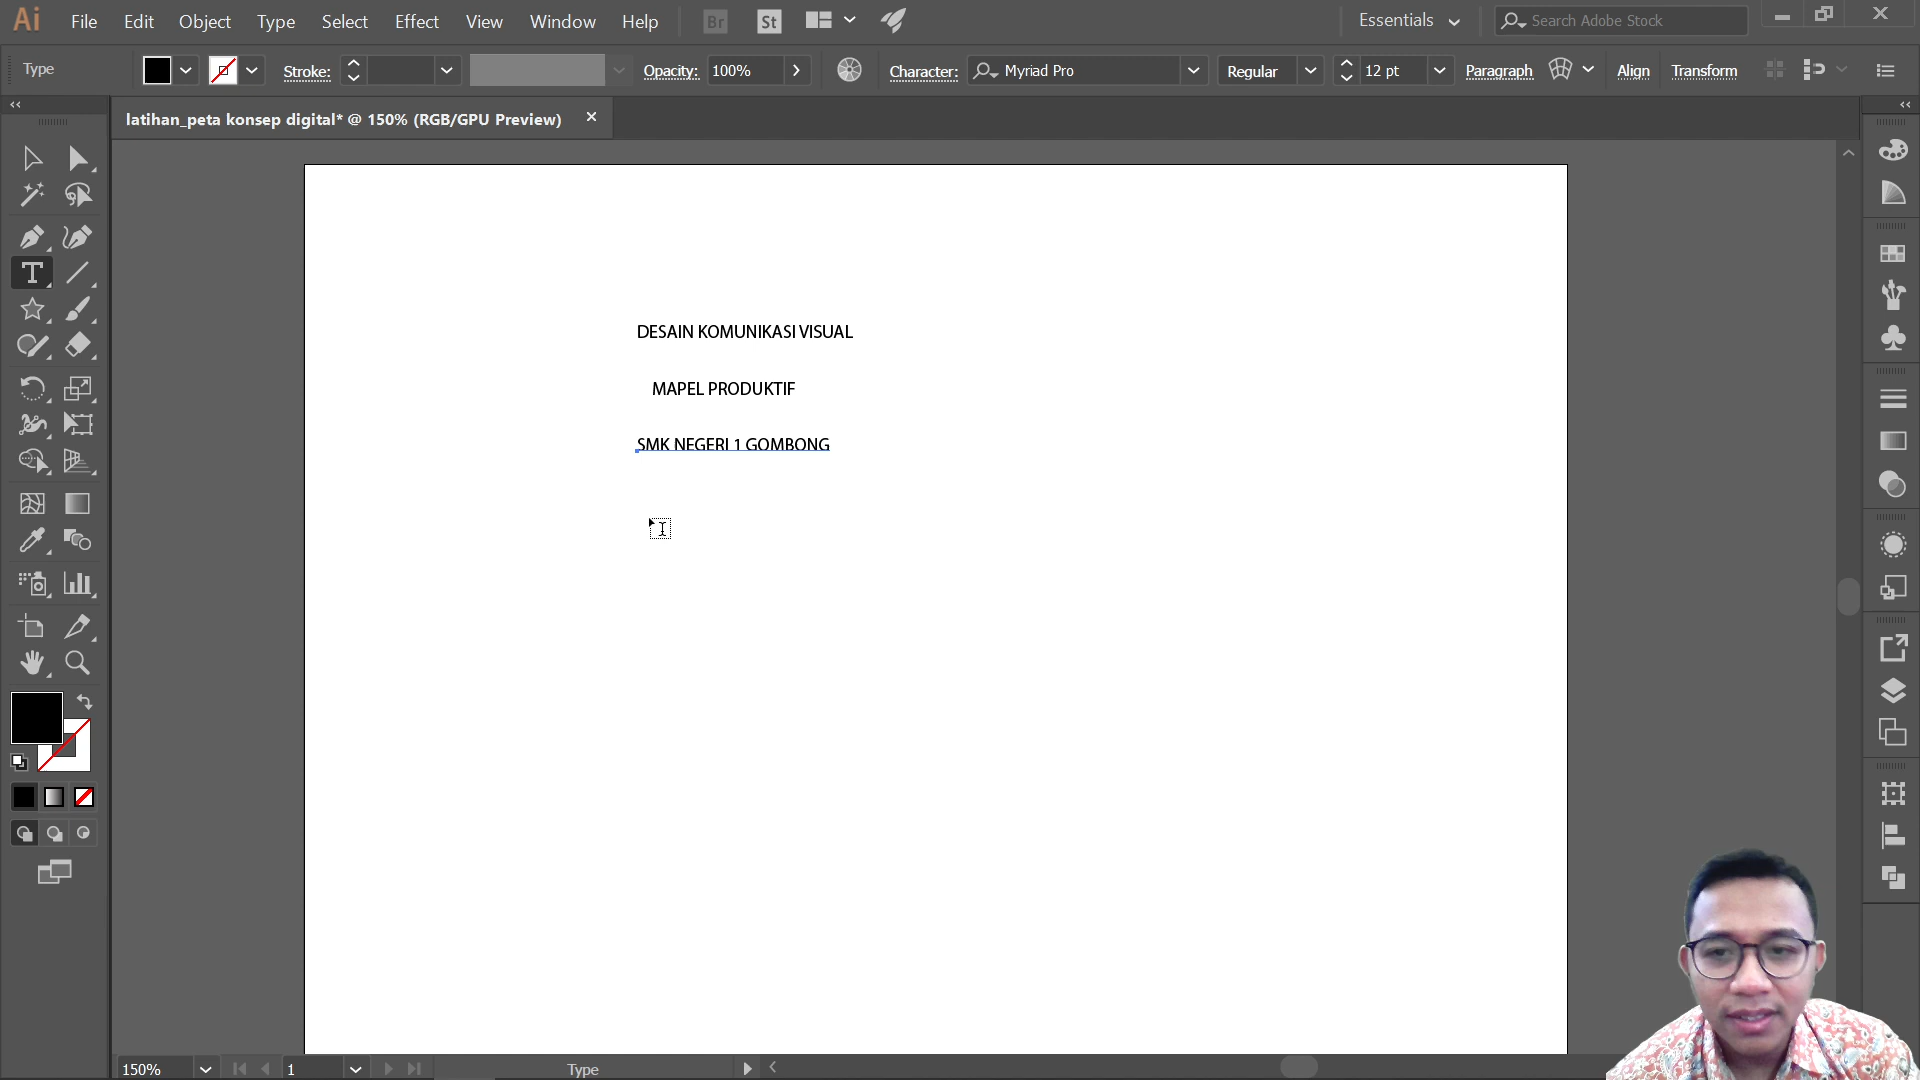 Ai File Edit Object Type Select Effect View Window Help Br St Essentials Search Adobe Stock
Type Stroke: Opacity: 100% Character: Myriad Pro Regular 12 pt Paragraph Align Transform
latihan_peta konsep digital* @ 150% (RGB/GPU Preview)
DESAIN KOMUNIKASI VISUAL
MAPEL PRODUKTIF
SMK NEGERI 1 GOMBONG
150% 1 Type